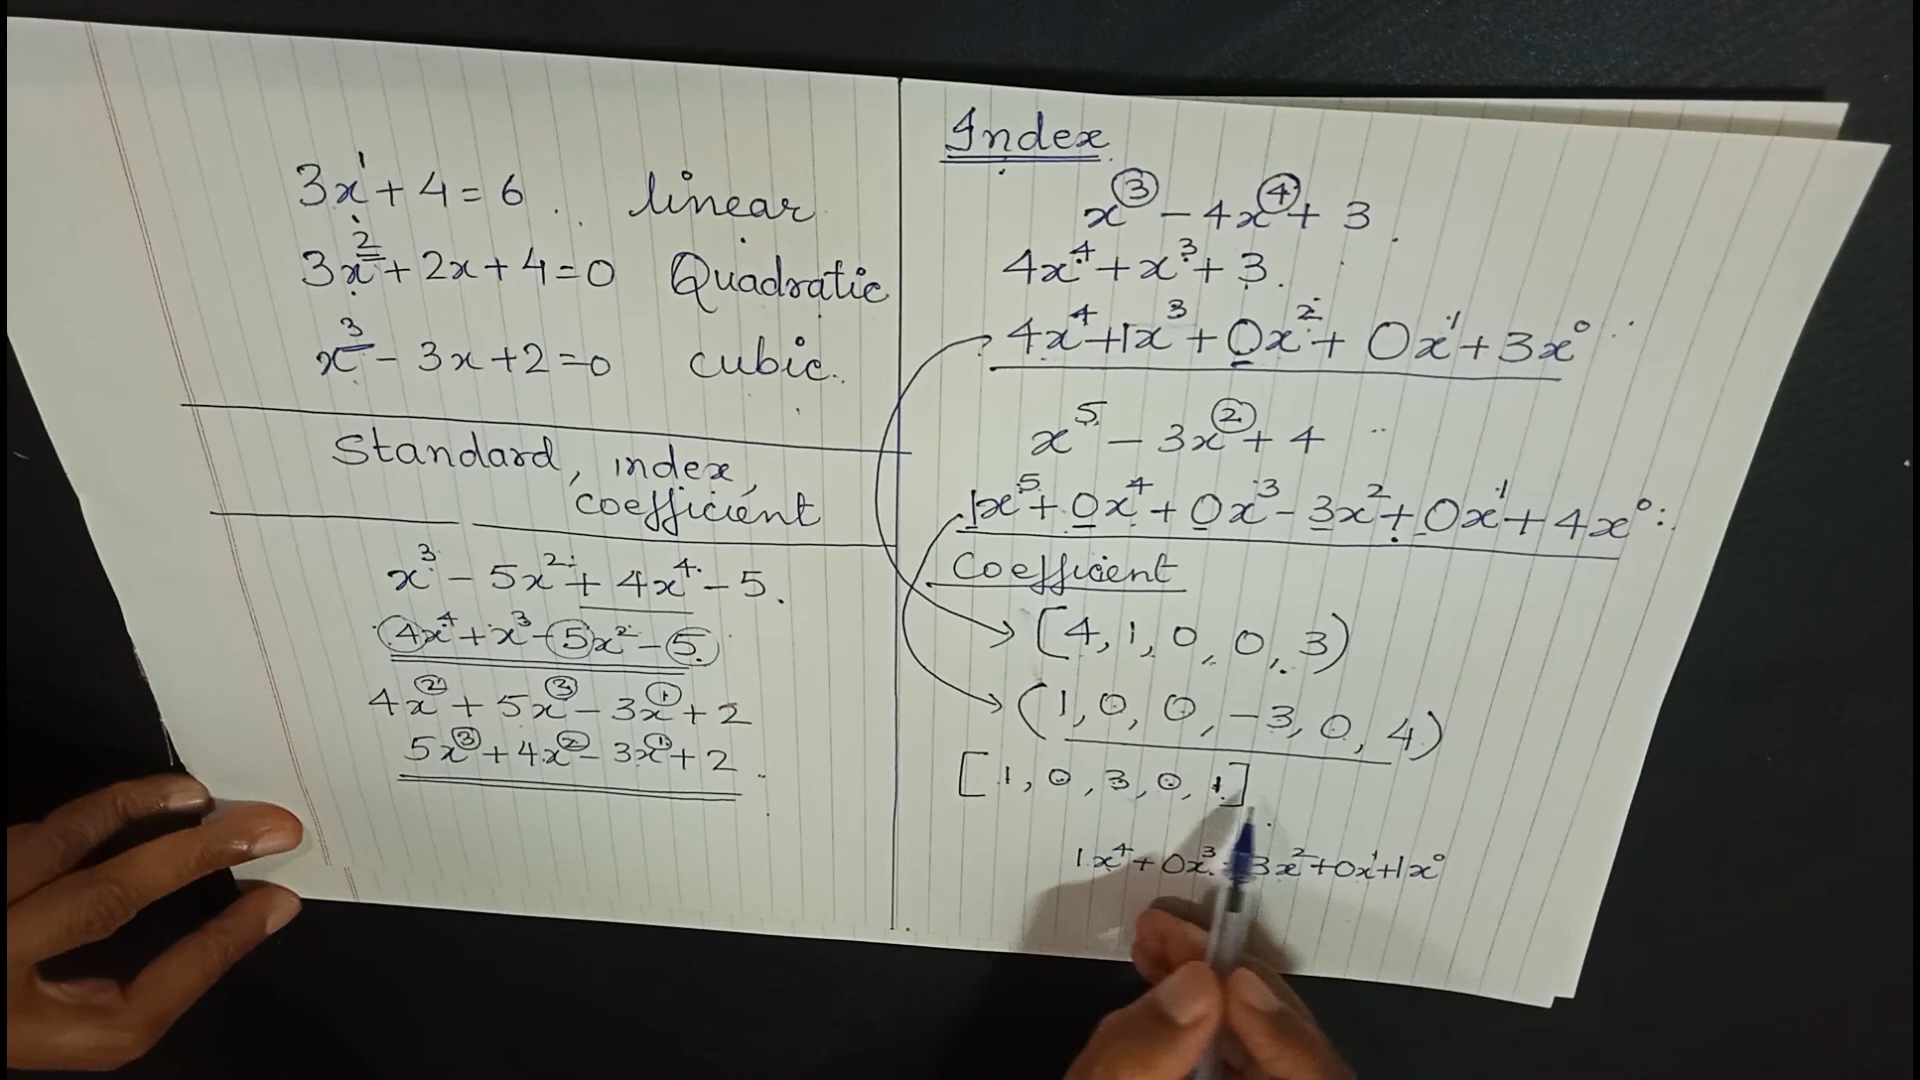 3x¹ + 4 = 6 linear
3x² + 2x + 4 = 0 Quadratic
x³ - 3x + 2 = 0 cubic.
Standard, index,
coefficient
x³ - 5x² + 4x⁴ - 5.
4x⁴ + x³ - 5x² - 5.
4x² + 5x³ - 3x¹ + 2
5x³ + 4x² - 3x¹ + 2
Index
x³ - 4x⁴ + 3
4x⁴ + x³ + 3.
4x⁴ + 1x³ + 0x² + 0x¹ + 3x⁰
x⁵ - 3x² + 4
1x⁵ + 0x⁴ + 0x³ - 3x² + 0x¹ + 4x⁰
Coefficient
(4, 1, 0, 0, 3)
(1, 0, 0, -3, 0, 4)
[1, 0, 3, 0, 1]
1x⁴ + 0x³ 3x² + 0x¹ + 1x⁰